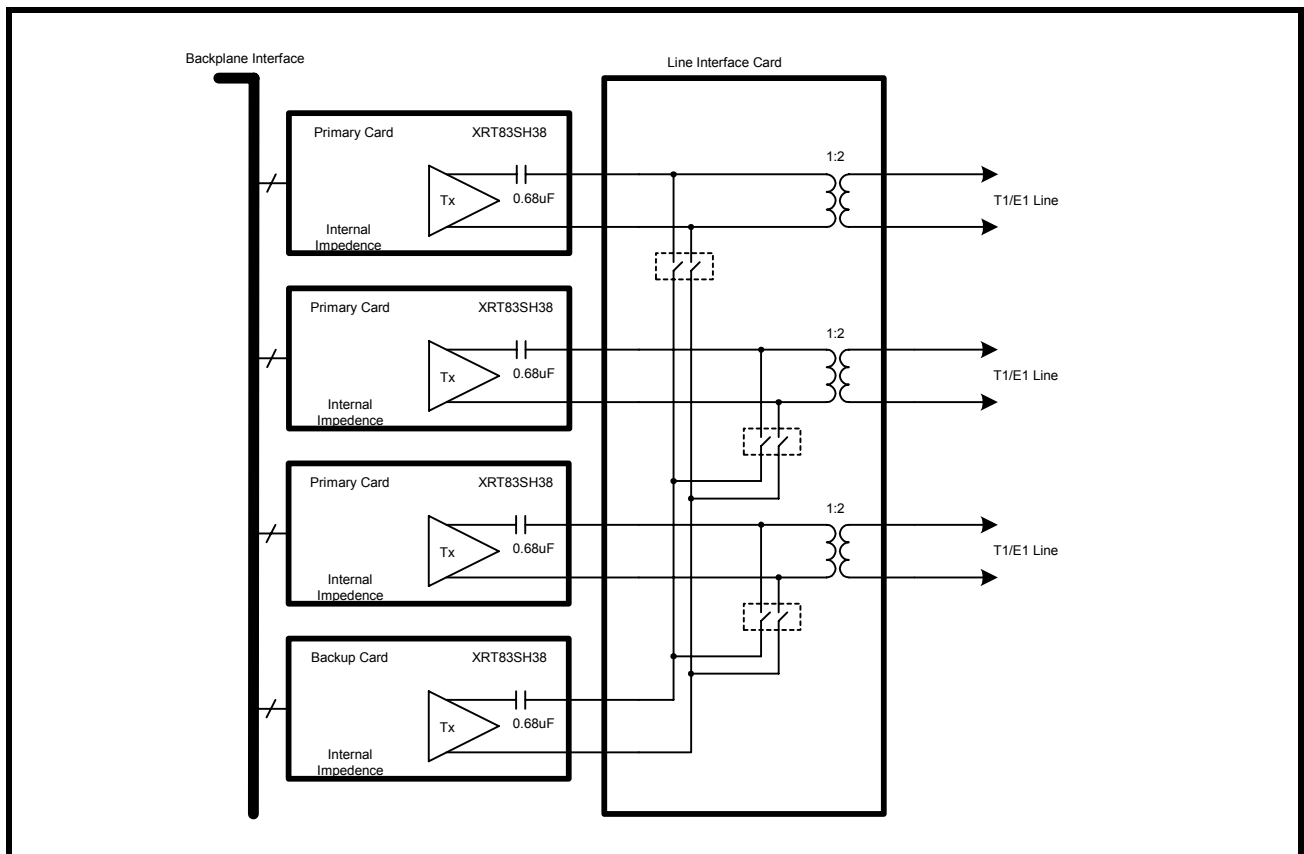 Backplane Interface
Line Interface Card
Primary Card XRT83SH38
Tx
0.68uF
Internal
Impedence
1:2
T1/E1 Line
Primary Card XRT83SH38
Tx
0.68uF
Internal
Impedence
1:2
T1/E1 Line
Primary Card XRT83SH38
Tx
0.68uF
Internal
Impedence
1:2
T1/E1 Line
Backup Card XRT83SH38
Tx
0.68uF
Internal
Impedence